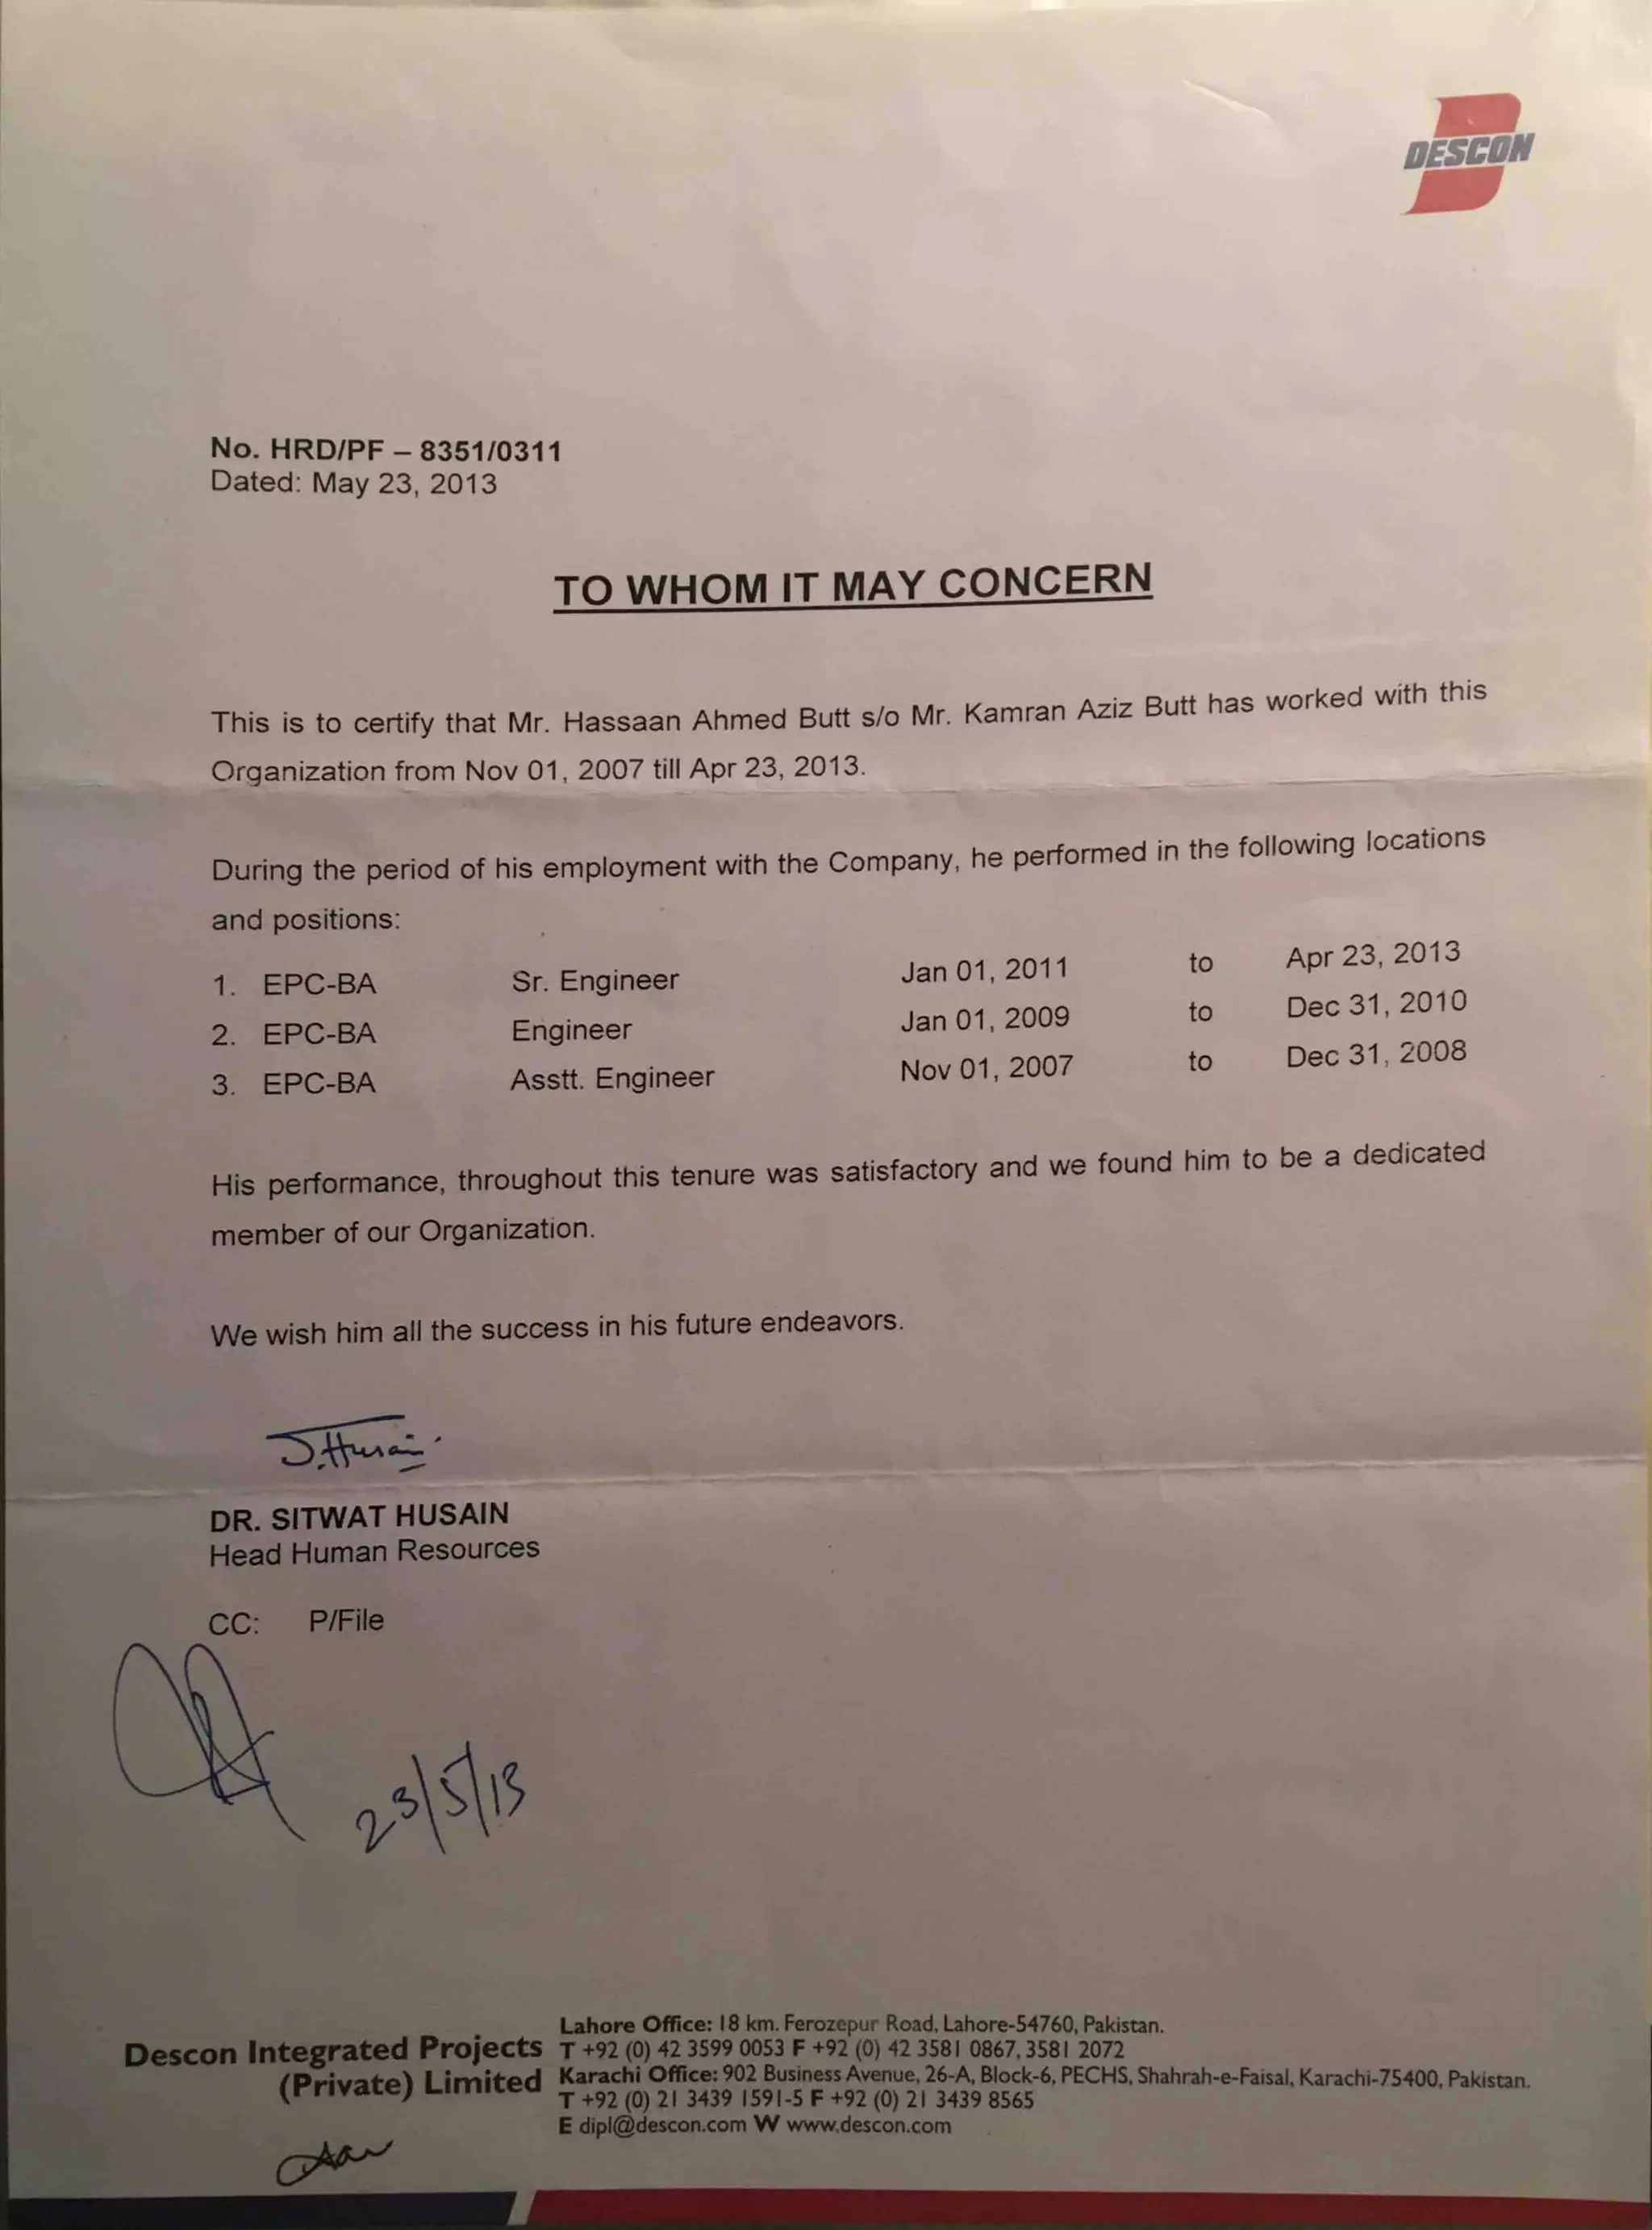 DESCON
No. HRD/PF – 8351/0311
Dated: May 23, 2013
TO WHOM IT MAY CONCERN
This is to certify that Mr. Hassaan Ahmed Butt s/o Mr. Kamran Aziz Butt has worked with this
Organization from Nov 01, 2007 till Apr 23, 2013.
During the period of his employment with the Company, he performed in the following locations
and positions:
1. EPC-BA Sr. Engineer Jan 01, 2011 to Apr 23, 2013
2. EPC-BA Engineer Jan 01, 2009 to Dec 31, 2010
3. EPC-BA Asstt. Engineer Nov 01, 2007 to Dec 31, 2008
His performance, throughout this tenure was satisfactory and we found him to be a dedicated
member of our Organization.
We wish him all the success in his future endeavors.
S.Husain
DR. SITWAT HUSAIN
Head Human Resources
CC: P/File
23/5/13
Descon Integrated Projects
(Private) Limited
Lahore Office: 18 km. Ferozepur Road, Lahore-54760, Pakistan.
T +92 (0) 42 3599 0053 F +92 (0) 42 3581 0867, 3581 2072
Karachi Office: 902 Business Avenue, 26-A, Block-6, PECHS, Shahrah-e-Faisal, Karachi-75400, Pakistan.
T +92 (0) 21 3439 1591-5 F +92 (0) 21 3439 8565
E dipl@descon.com W www.descon.com